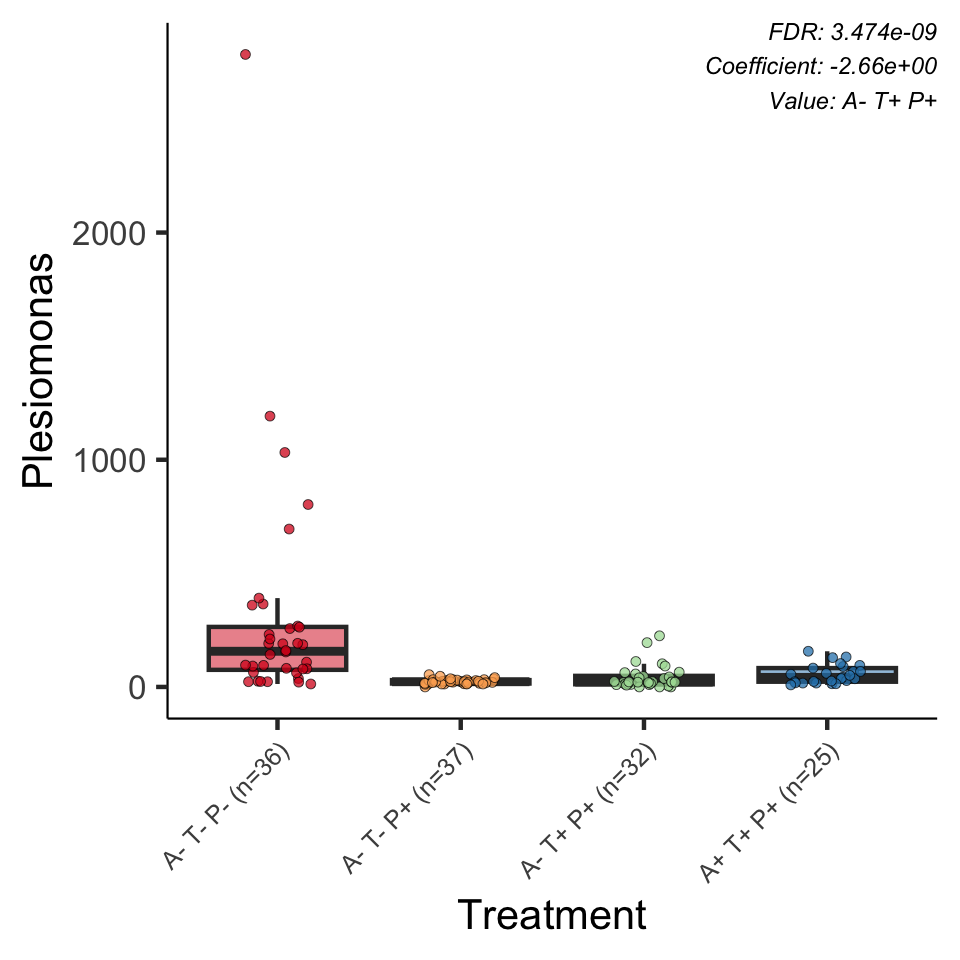 FDR: 3.474e-09
Coefficient: -2.66e+00
Value: A- T+ P+
Plesiomonas
2000
1000
0
A- T- P- (n=36)
A- T- P+ (n=37)
A- T+ P+ (n=32)
A+ T+ P+ (n=25)
Treatment